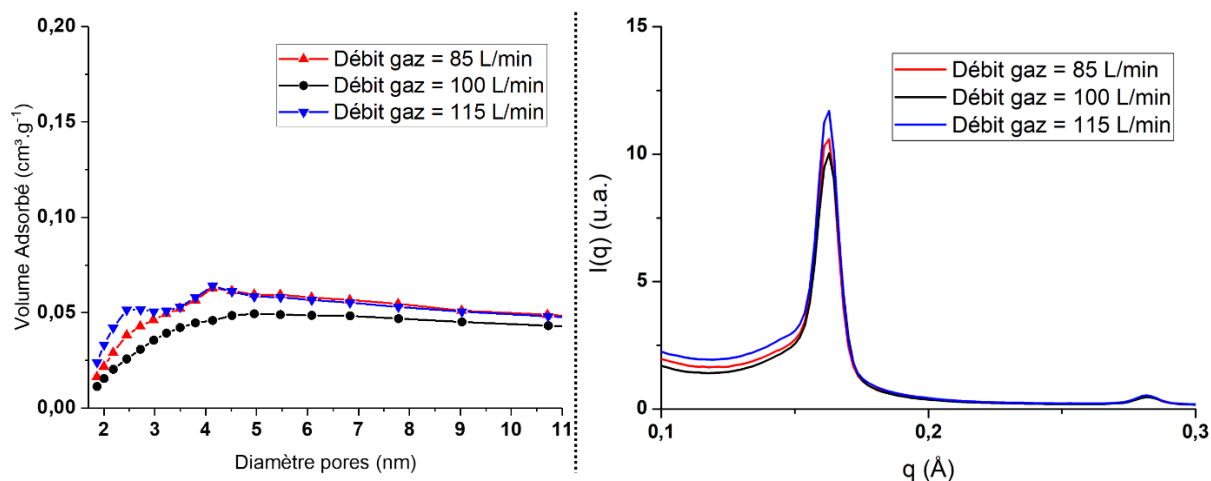 0,20
0,15
0,10
0,05
0,00
Volume Adsorbé (cm³.g⁻¹)
Débit gaz = 85 L/min
Débit gaz = 100 L/min
Débit gaz = 115 L/min
2 3 4 5 6 7 8 9 10 11
Diamètre pores (nm)
15
10
5
0
I(q) (u.a.)
Débit gaz = 85 L/min
Débit gaz = 100 L/min
Débit gaz = 115 L/min
0,1 0,2 0,3
q (Å)